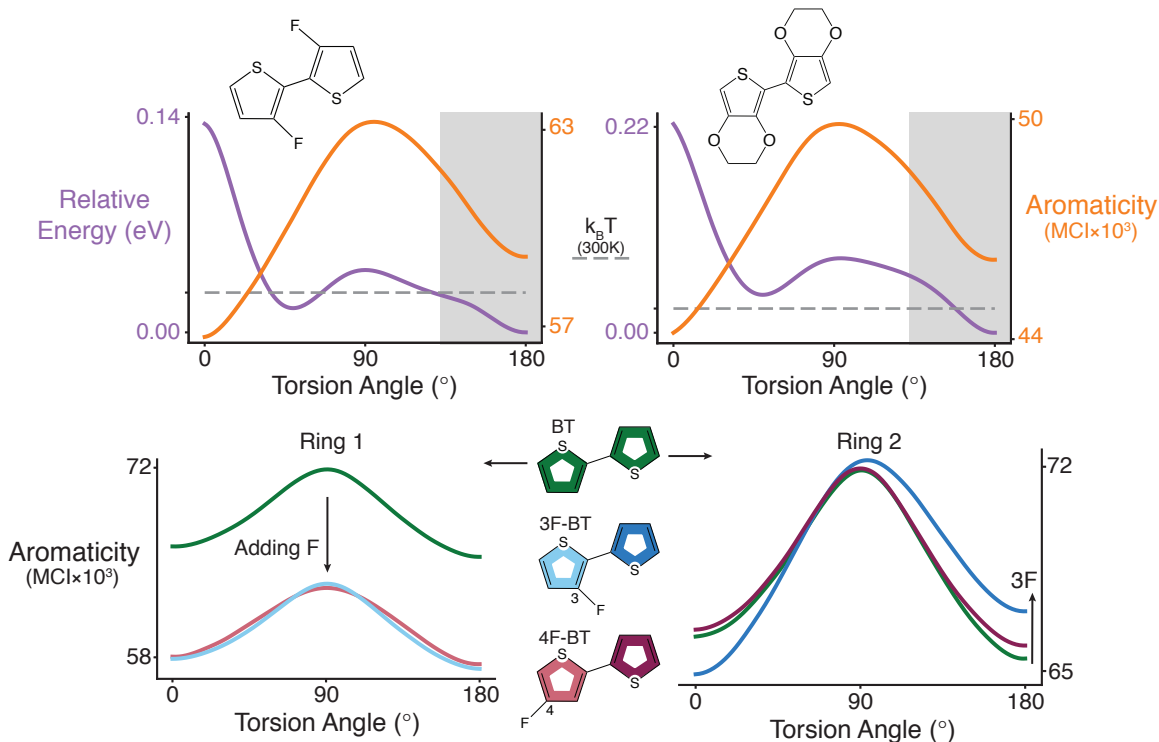 F
S
S
F
0.14
63
Relative
Energy (eV)
0.00
57
0
90
180
Torsion Angle (°)
k_BT
(300K)
O
O
S
S
O
O
0.22
50
Aromaticity
(MCI×10³)
0.00
44
0
90
180
Torsion Angle (°)
Ring 1
72
Adding F
Aromaticity
(MCI×10³)
58
0
90
180
Torsion Angle (°)
BT
S
S
3F-BT
S
S
3
F
4F-BT
S
S
F
4
Ring 2
72
3F
65
0
90
180
Torsion Angle (°)